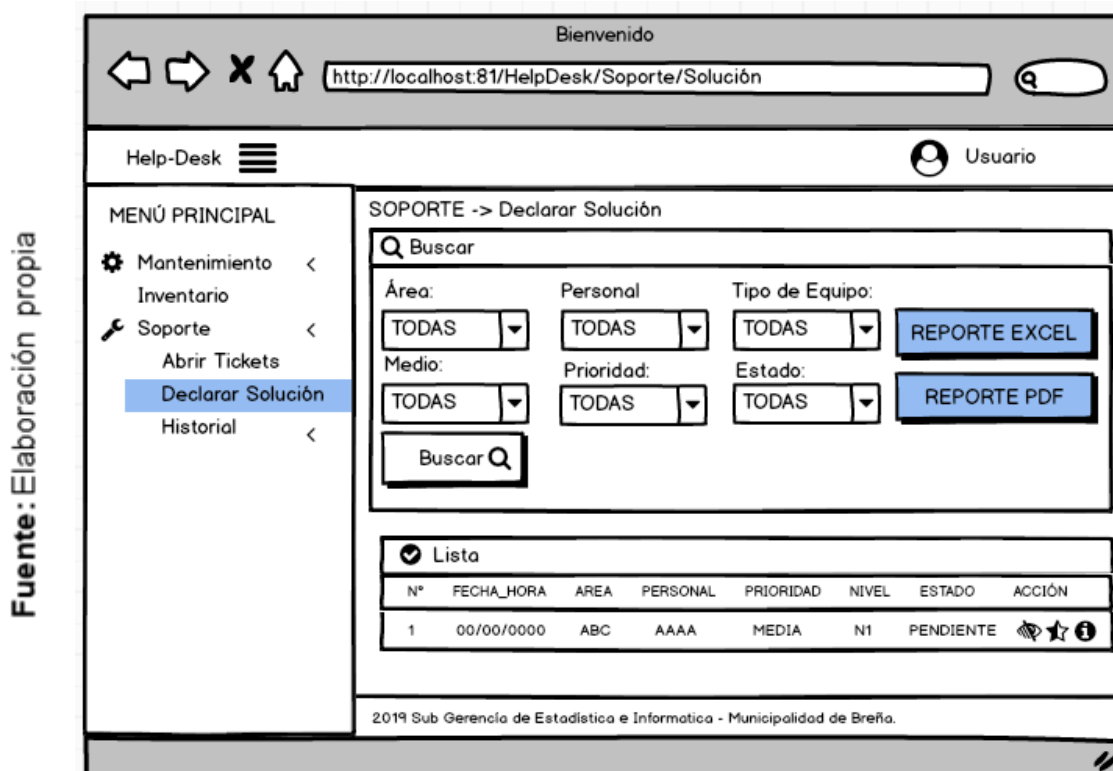 Fuente: Elaboración propia
Bienvenido
http://localhost:81/HelpDesk/Soporte/Solución
Help-Desk
Usuario
MENÚ PRINCIPAL
Mantenimiento <
Inventario
Soporte <
Abrir Tickets
Declarar Solución
Historial <
SOPORTE -> Declarar Solución
Buscar
Área: Personal Tipo de Equipo:
TODAS TODAS TODAS REPORTE EXCEL
Medio: Prioridad: Estado:
TODAS TODAS TODAS REPORTE PDF
Buscar
Lista
N° FECHA_HORA AREA PERSONAL PRIORIDAD NIVEL ESTADO ACCIÓN
1 00/00/0000 ABC AAAA MEDIA N1 PENDIENTE
2019 Sub Gerencía de Estadística e Informatica - Municipalidad de Breña.